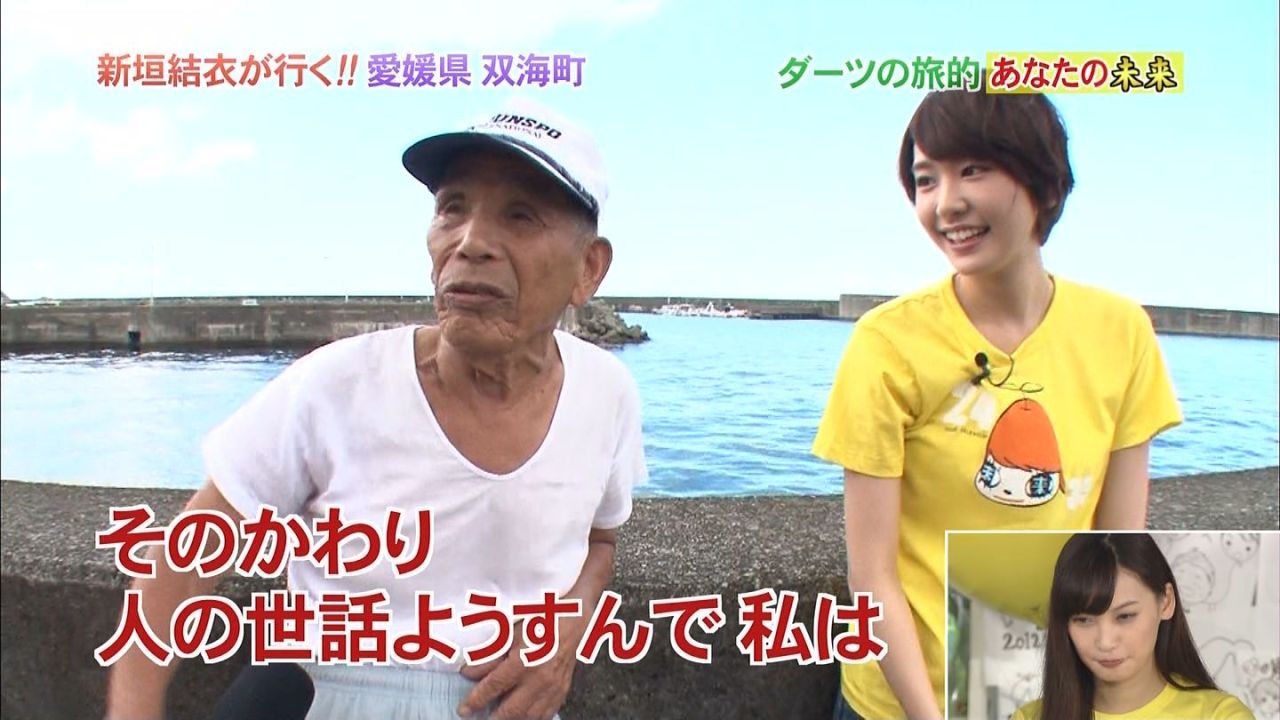 新垣結衣が行く!! 愛媛県 双海町
ダーツの旅的 あなたの未来
UNSPO
そのかわり
人の世話ようすんで 私は
2012